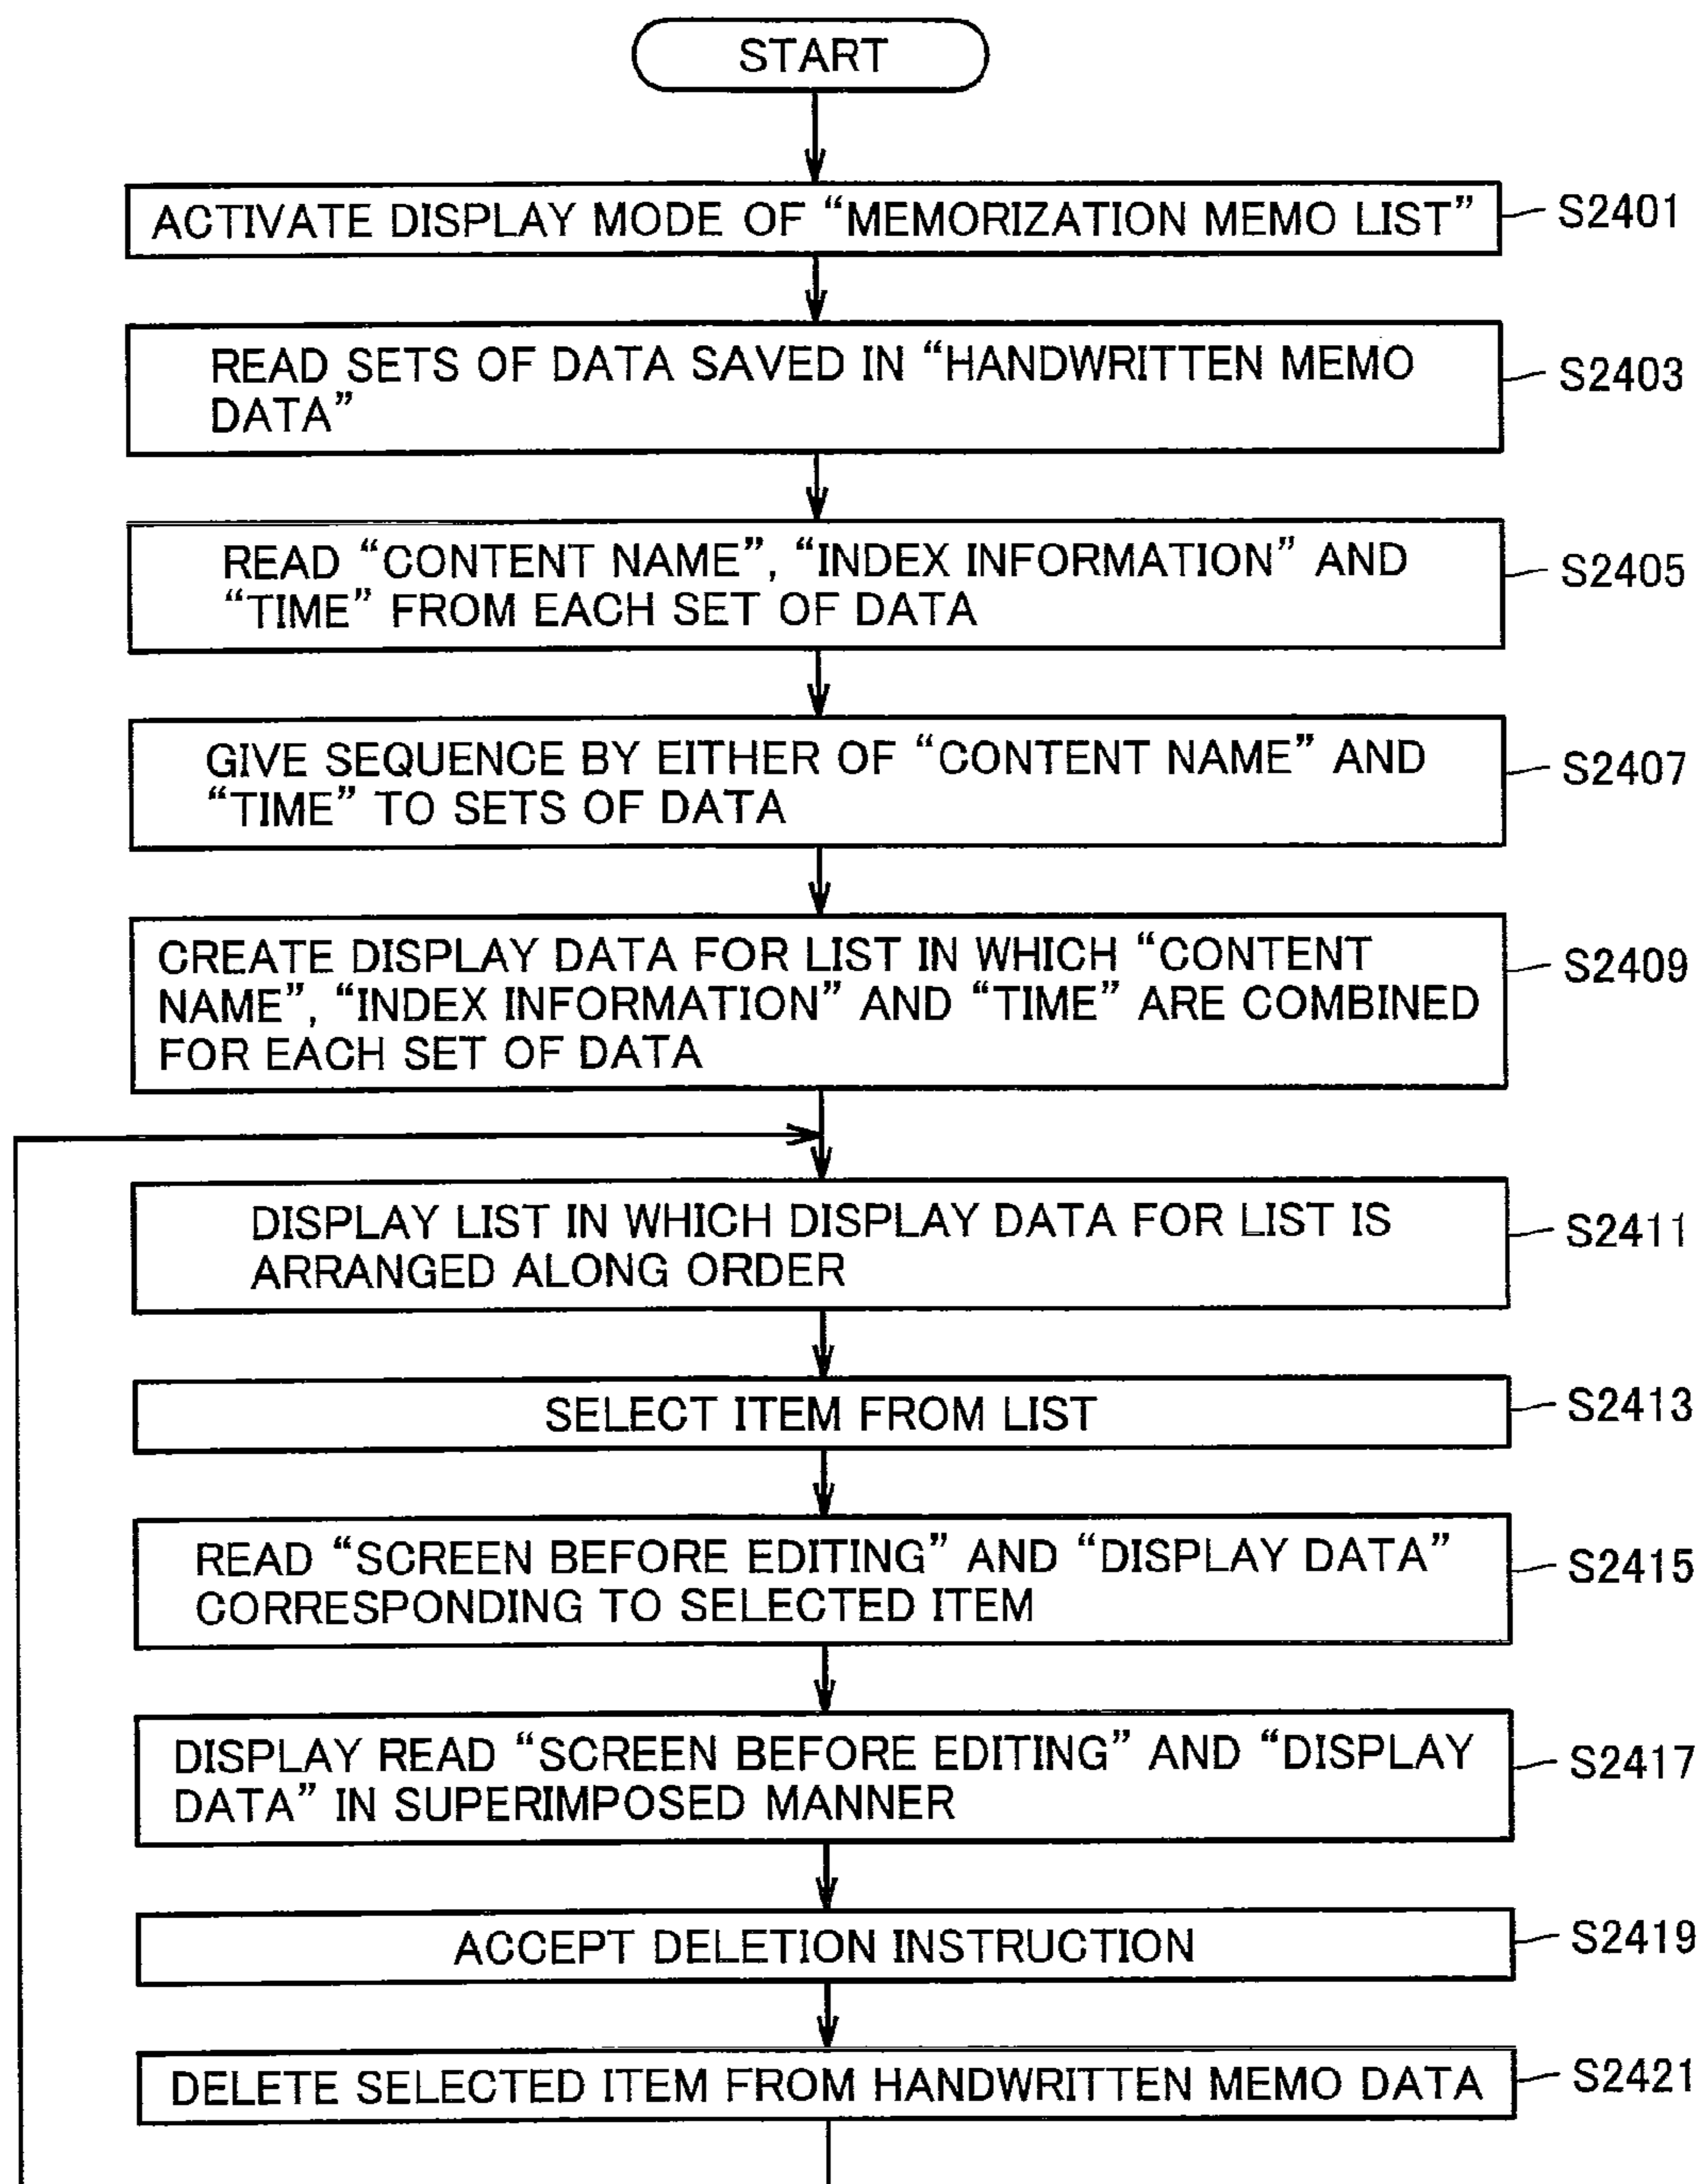 START
ACTIVATE DISPLAY MODE OF “MEMORIZATION MEMO LIST”
S2401
READ SETS OF DATA SAVED IN “HANDWRITTEN MEMO
DATA”
S2403
READ “CONTENT NAME”, “INDEX INFORMATION” AND
“TIME” FROM EACH SET OF DATA
S2405
GIVE SEQUENCE BY EITHER OF “CONTENT NAME” AND
“TIME” TO SETS OF DATA
S2407
CREATE DISPLAY DATA FOR LIST IN WHICH “CONTENT
NAME”, “INDEX INFORMATION” AND “TIME” ARE COMBINED
FOR EACH SET OF DATA
S2409
DISPLAY LIST IN WHICH DISPLAY DATA FOR LIST IS
ARRANGED ALONG ORDER
S2411
SELECT ITEM FROM LIST
S2413
READ “SCREEN BEFORE EDITING” AND “DISPLAY DATA”
CORRESPONDING TO SELECTED ITEM
S2415
DISPLAY READ “SCREEN BEFORE EDITING” AND “DISPLAY
DATA” IN SUPERIMPOSED MANNER
S2417
ACCEPT DELETION INSTRUCTION
S2419
DELETE SELECTED ITEM FROM HANDWRITTEN MEMO DATA
S2421